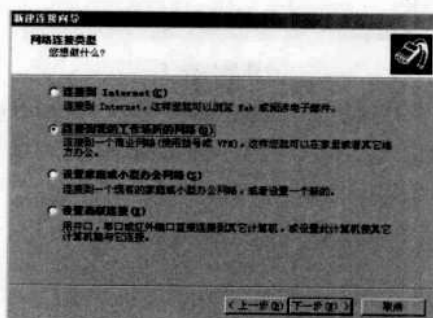 新建连接向导
网络连接类型
您想做什么?
连接到 Internet(C)
连接到 Internet,这样您就可以浏览 Web 或阅读电子邮件。
连接到我的工作场所的网络(O)
连接到一个商业网络(使用拨号或 VPN),这样您就可以在家里或者其它地
方办公。
设置家庭或小型办公网络(S)
连接到一个现有的家庭或小型办公网络,或者设置一个新的。
设置高级连接(E)
用并口,串口或红外端口直接连接到其它计算机,或设置此计算机使其它
计算机能与它连接。
< 上一步(B) 下一步(N) > 取消